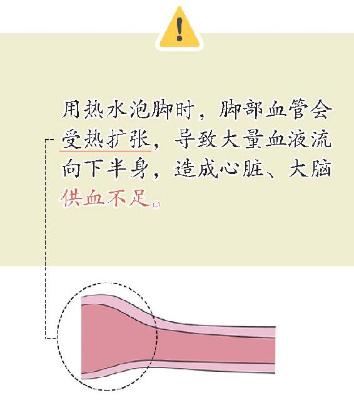 用热水泡脚时，脚部血管会
受热扩张，导致大量血液流
向下半身，造成心脏、大脑
供血不足。